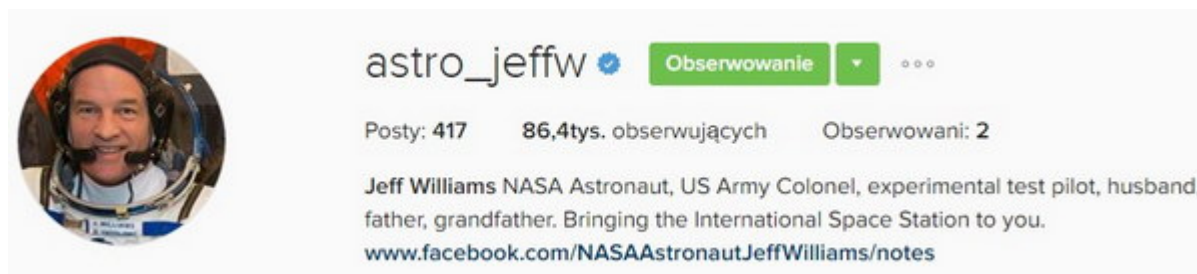 astro_jeffw Obserwowanie
Posty: 417 86,4tys. obserwujących Obserwowani: 2
Jeff Williams NASA Astronaut, US Army Colonel, experimental test pilot, husband
father, grandfather. Bringing the International Space Station to you.
www.facebook.com/NASAAstronautJeffWilliams/notes